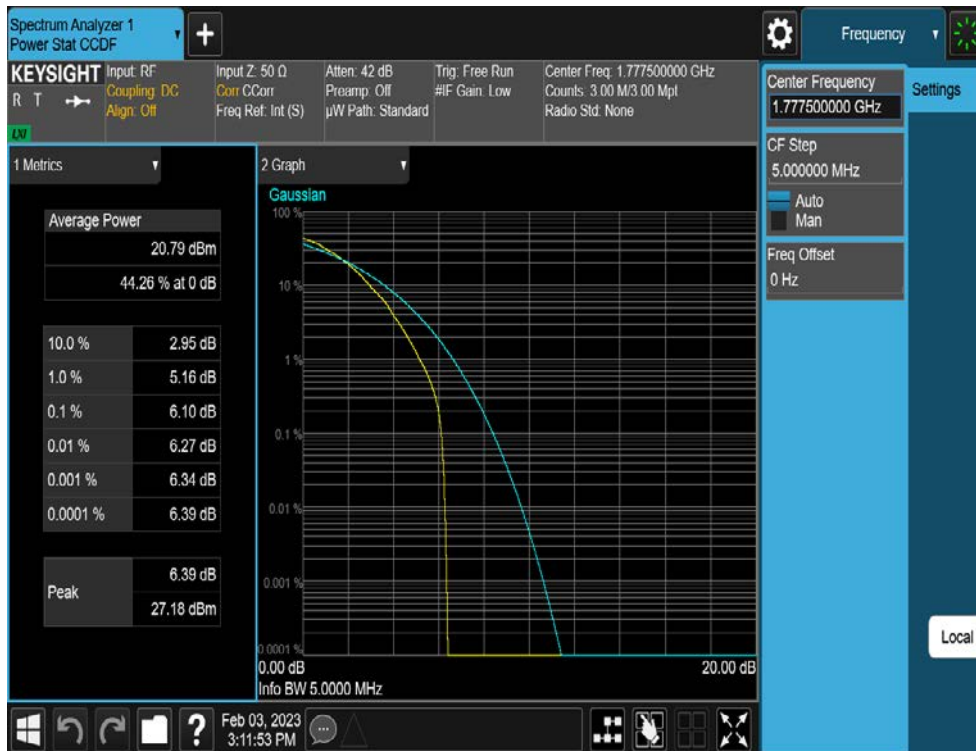 Spectrum Analyzer 1
Power Stat CCDF
+
Frequency
KEYSIGHT
R T
LXI
Input: RF
Coupling: DC
Align: Off
Input Z: 50 Ω
Corr CCorr
Freq Ref: Int (S)
Atten: 42 dB
Preamp: Off
µW Path: Standard
Trig: Free Run
#IF Gain: Low
Center Freq: 1.777500000 GHz
Counts: 3.00 M/3.00 Mpt
Radio Std: None
Center Frequency
1.777500000 GHz
Settings
CF Step
5.000000 MHz
Auto
Man
Freq Offset
0 Hz
Local
1 Metrics
Average Power
20.79 dBm
44.26 % at 0 dB
10.0 % 2.95 dB
1.0 % 5.16 dB
0.1 % 6.10 dB
0.01 % 6.27 dB
0.001 % 6.34 dB
0.0001 % 6.39 dB
Peak
6.39 dB
27.18 dBm
2 Graph
Gaussian
100 %
10 %
1 %
0.1 %
0.01 %
0.001 %
0.0001 %
0.00 dB 20.00 dB
Info BW 5.0000 MHz
?
Feb 03, 2023
3:11:53 PM